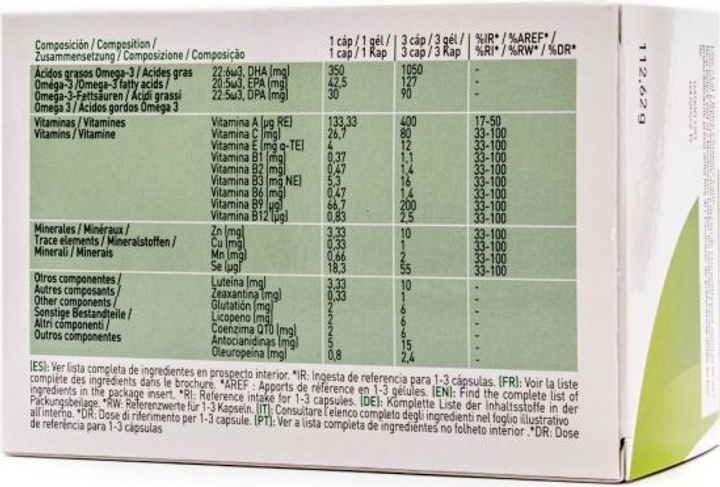 Composición / Composition /
Zusammensetzung / Composizione / Composição
1 cáp / 1 gél /
1 cap / 1 Kap
3 cáp / 3 gél /
3 cap / 3 Kap
%IR* / %AREF* /
%RI* / %RW* / %DR*
Ácidos grasos Omega-3 / Acides gras
Oméga-3 /Omega-3 fatty acids /
Omega-3-Fettsäuren / Acidi grassi
Omega 3 / Ácidos gordos Ómega 3
22:6ω3, DHA (mg) 350 1050 -
20:5ω3, EPA (mg) 42,5 127 -
22:5ω3, DPA (mg) 30 90 -
Vitaminas / Vitamines
Vitamins / Vitamine
Vitamina A (µg RE) 133,33 400 17-50
Vitamina C (mg) 26,7 80 33-100
Vitamina E (mg α-TE) 4 12 33-100
Vitamina B1 (mg) 0,37 1,1 33-100
Vitamina B2 (mg) 0,47 1,4 33-100
Vitamina B3 (mg NE) 5,3 16 33-100
Vitamina B6 (mg) 0,47 1,4 33-100
Vitamina B9 (µg) 66,7 200 33-100
Vitamina B12 (µg) 0,83 2,5 33-100
Minerales / Minéraux /
Trace elements / Mineralstoffen /
Minerali / Minerais
Zn (mg) 3,33 10 33-100
Cu (mg) 0,33 1 33-100
Mn (mg) 0,66 2 33-100
Se (µg) 18,3 55 33-100
Otros componentes /
Autres composants /
Other components /
Sonstige Bestandteile /
Altri componenti /
Outros componentes
Luteína (mg) 3,33 10 -
Zeaxantina (mg) 0,33 1 -
Glutatión (mg) 2 6 -
Licopeno (mg) 2 6 -
Coenzima Q10 (mg) 2 6 -
Antocianidinas (mg) 5 15 -
Oleuropeína (mg) 0,8 2,4 -
(ES): Ver lista completa de ingredientes en prospecto interior. *IR: Ingesta de referencia para 1-3 cápsulas. (FR): Voir la liste
complète des ingredients dans le brochure. *AREF : Apports de référence en 1-3 gélules. (EN): Find the complete list of
ingredients in the package insert. *RI: Reference intake for 1-3 capsules. (DE): Komplette Liste der Inhaltsstoffe in der
Packungsbeilage. *RW: Referenzwerte für 1-3 Kapseln. (IT): Consultare l'elenco completo degli ingredienti nel foglio illustrativo
all'interno. *DR: Dose di riferimento per 1-3 capsule. (PT): Ver a lista completa de ingredientes no folheto interior .*DR: Dose
de referência para 1-3 cápsulas
112,62g